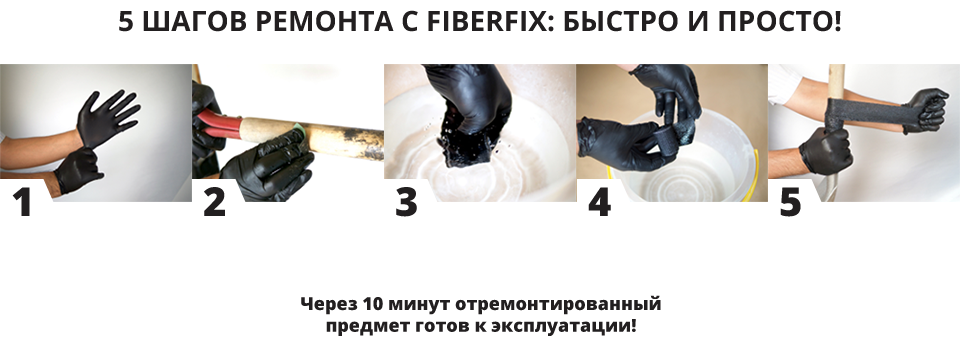 5 ШАГОВ РЕМОНТА С FIBERFIX: БЫСТРО И ПРОСТО!
1 2 3 4 5
Через 10 минут отремонтированный
предмет готов к эксплуатации!